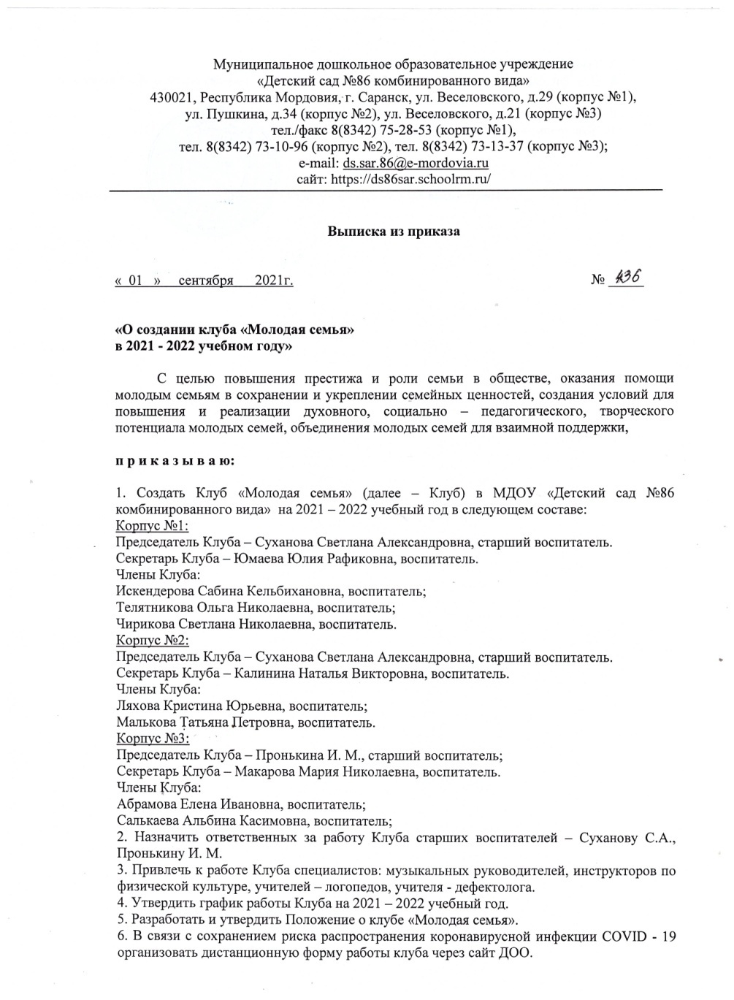 Муниципальное дошкольное образовательное учреждение
«Детский сад №86 комбинированного вида»
430021, Республика Мордовия, г. Саранск, ул. Веселовского, д.29 (корпус №1),
ул. Пушкина, д.34 (корпус №2), ул. Веселовского, д.21 (корпус №3)
тел./факс 8(8342) 75-28-53 (корпус №1),
тел. 8(8342) 73-10-96 (корпус №2), тел. 8(8342) 73-13-37 (корпус №3);
e-mail: ds.sar.86@e-mordovia.ru
сайт: https://ds86sar.schoolrm.ru/
Выписка из приказа
« 01 » сентября 2021г. № 436
«О создании клуба «Молодая семья»
в 2021 - 2022 учебном году»
С целью повышения престижа и роли семьи в обществе, оказания помощи
молодым семьям в сохранении и укреплении семейных ценностей, создания условий для
повышения и реализации духовного, социально – педагогического, творческого
потенциала молодых семей, объединения молодых семей для взаимной поддержки,
п р и к а з ы в а ю:
1. Создать Клуб «Молодая семья» (далее – Клуб) в МДОУ «Детский сад №86
комбинированного вида» на 2021 – 2022 учебный год в следующем составе:
Корпус №1:
Председатель Клуба – Суханова Светлана Александровна, старший воспитатель.
Секретарь Клуба – Юмаева Юлия Рафиковна, воспитатель.
Члены Клуба:
Искендерова Сабина Кельбихановна, воспитатель;
Телятникова Ольга Николаевна, воспитатель;
Чирикова Светлана Николаевна, воспитатель.
Корпус №2:
Председатель Клуба – Суханова Светлана Александровна, старший воспитатель.
Секретарь Клуба – Калинина Наталья Викторовна, воспитатель.
Члены Клуба:
Ляхова Кристина Юрьевна, воспитатель;
Малькова Татьяна Петровна, воспитатель.
Корпус №3:
Председатель Клуба – Пронькина И. М., старший воспитатель;
Секретарь Клуба – Макарова Мария Николаевна, воспитатель.
Члены Клуба:
Абрамова Елена Ивановна, воспитатель;
Салькаева Альбина Касимовна, воспитатель;
2. Назначить ответственных за работу Клуба старших воспитателей – Суханову С.А.,
Пронькину И. М.
3. Привлечь к работе Клуба специалистов: музыкальных руководителей, инструкторов по
физической культуре, учителей – логопедов, учителя - дефектолога.
4. Утвердить график работы Клуба на 2021 – 2022 учебный год.
5. Разработать и утвердить Положение о клубе «Молодая семья».
6. В связи с сохранением риска распространения коронавирусной инфекции COVID - 19
организовать дистанционную форму работы клуба через сайт ДОО.